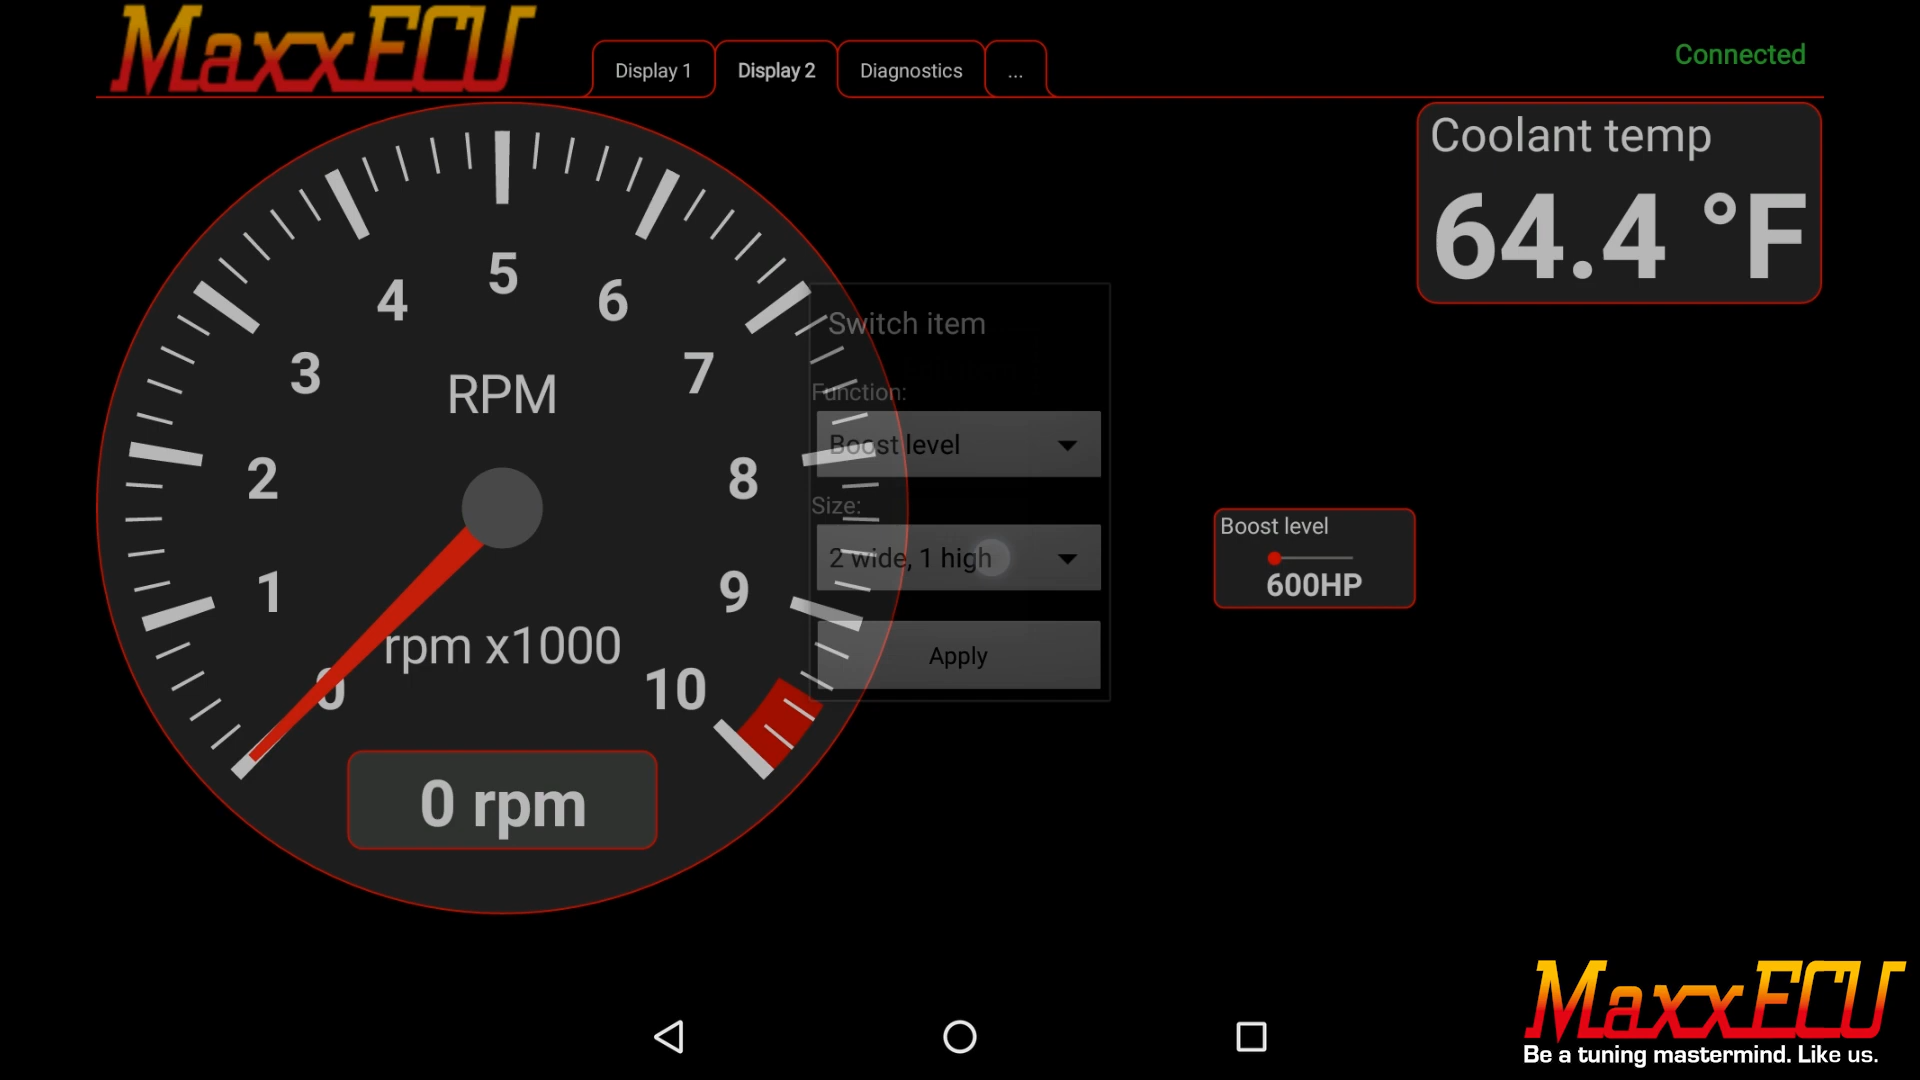 MaxxECU
Display 1
Display 2
Diagnostics
...
Connected
Coolant temp
64.4 °F
5
4
6
3
7
RPM
2
8
1
9
rpm x1000
0
10
0 rpm
Switch item
Function:
Boost level
Size:
2 wide, 1 high
Apply
Boost level
600HP
MaxxECU
Be a tuning mastermind. Like us.